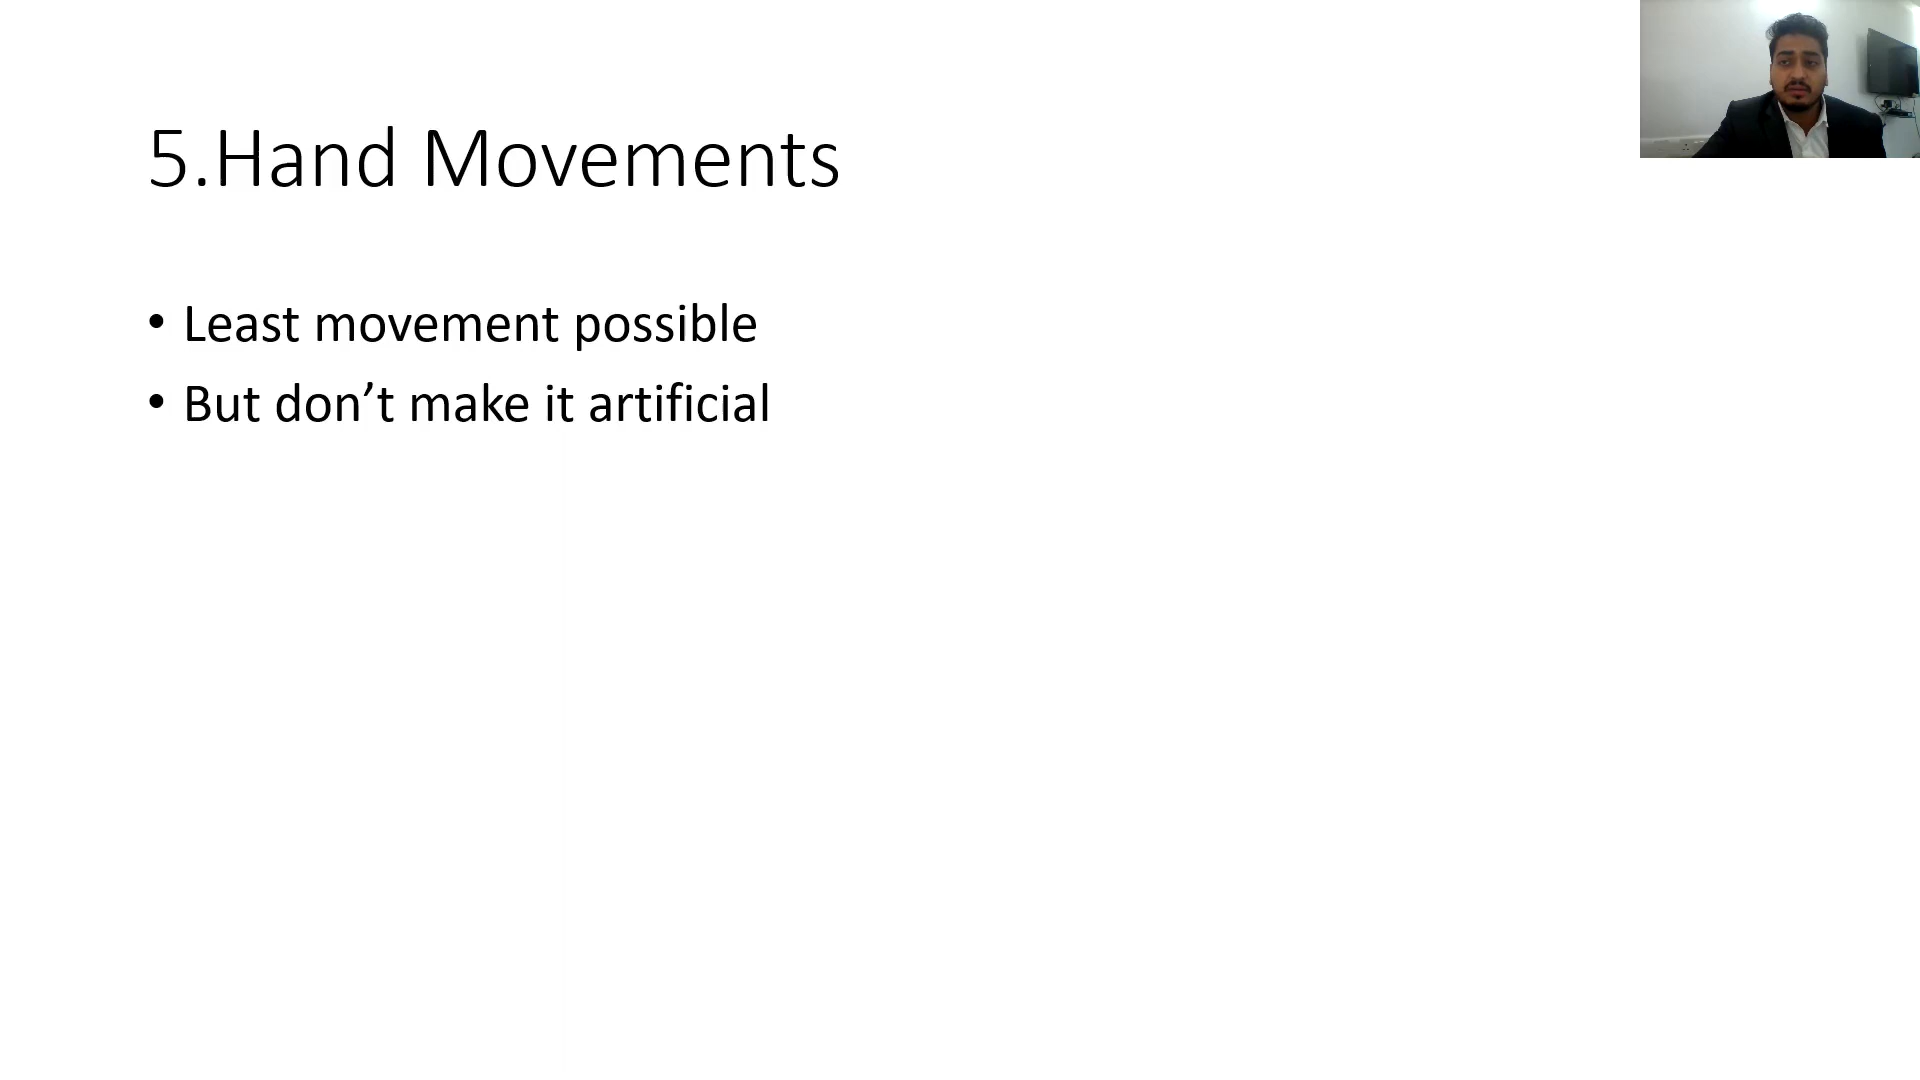 5.Hand Movements
• Least movement possible
• But don’t make it artificial